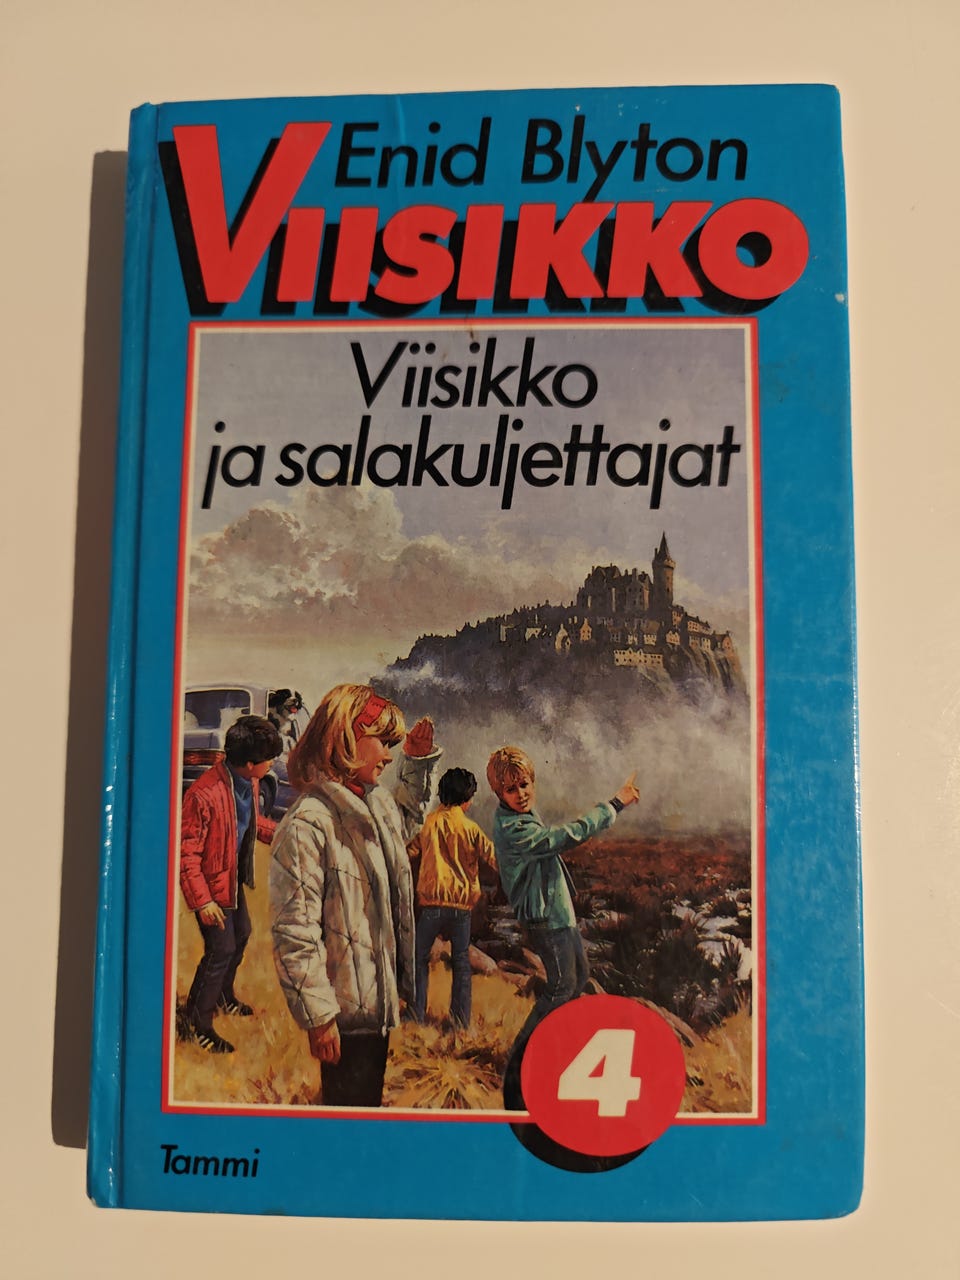 Enid Blyton
VIISIKKO
Viisikko
ja salakuljettajat
4
Tammi